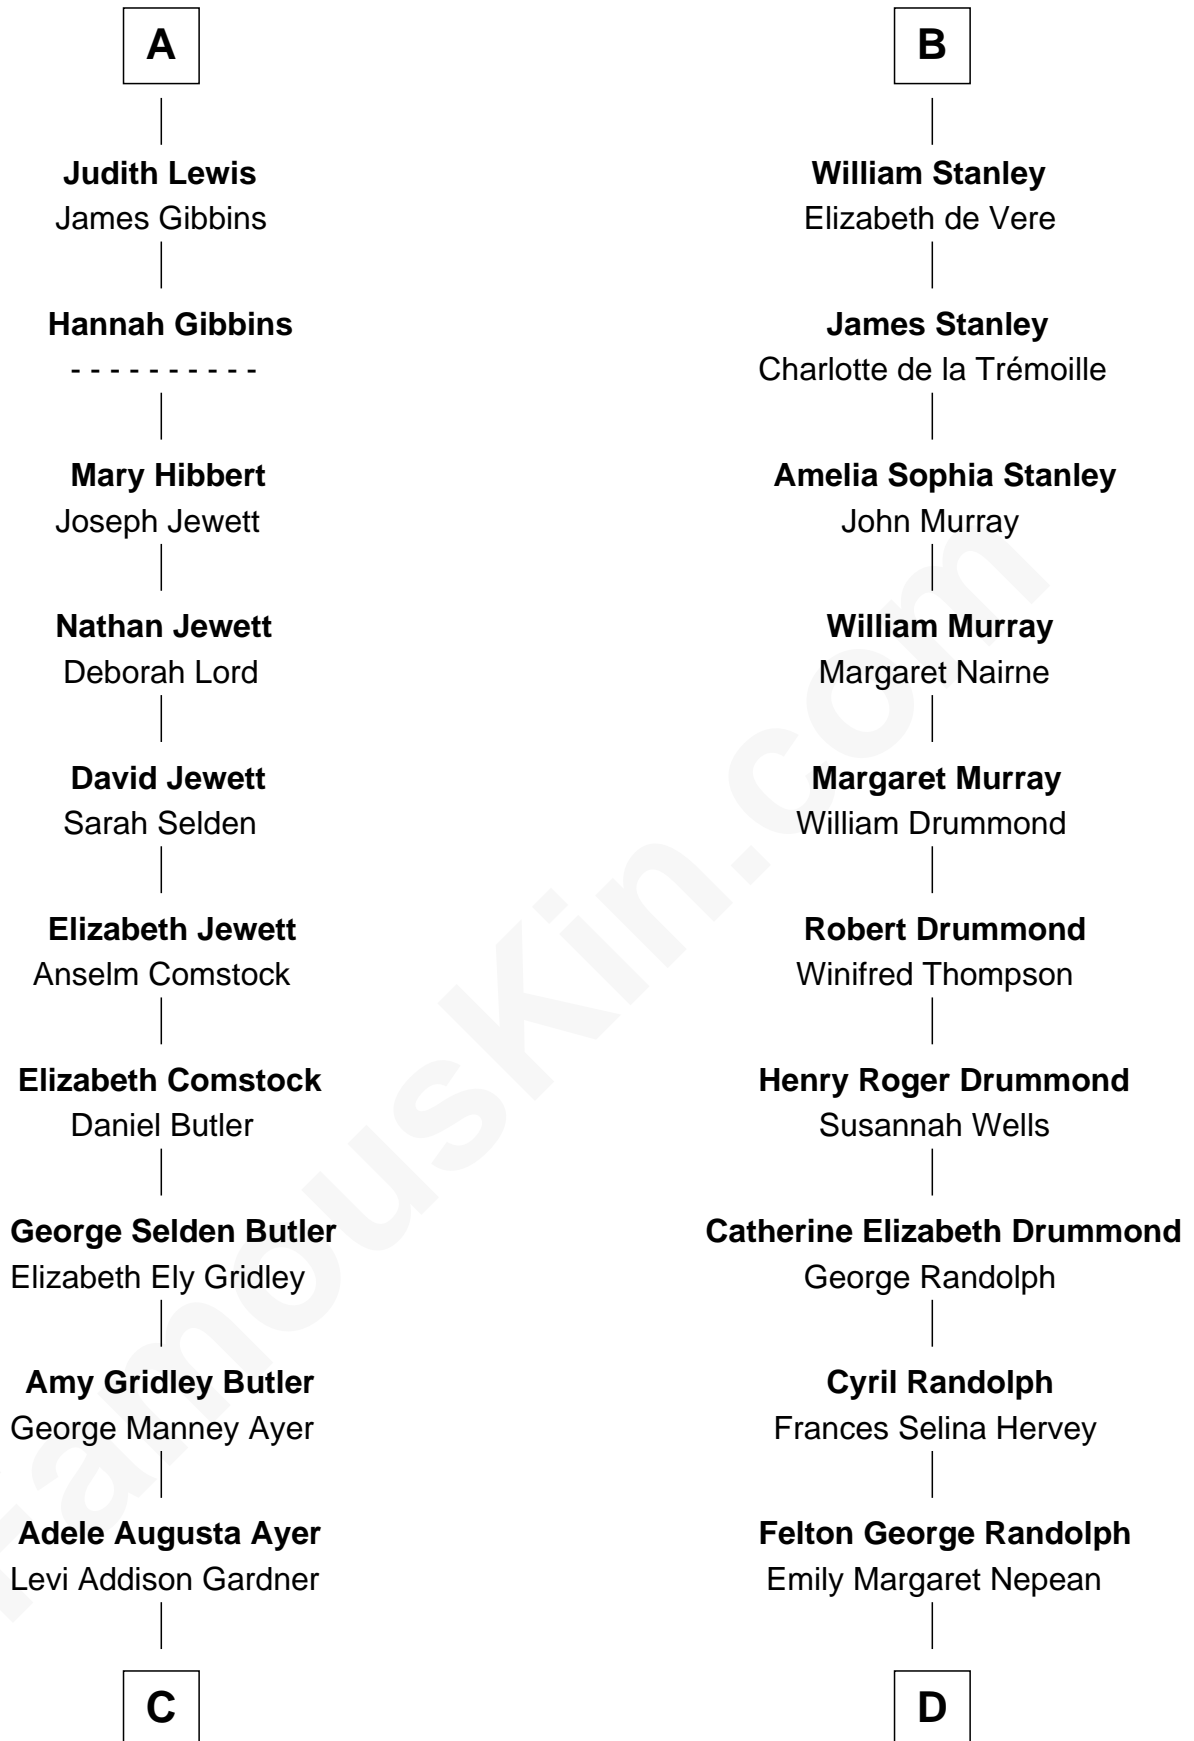 A
Judith Lewis
James Gibbins
Hannah Gibbins
- - - - - - - - - -
Mary Hibbert
Joseph Jewett
Nathan Jewett
Deborah Lord
David Jewett
Sarah Selden
Elizabeth Jewett
Anselm Comstock
Elizabeth Comstock
Daniel Butler
George Selden Butler
Elizabeth Ely Gridley
Amy Gridley Butler
George Manney Ayer
Adele Augusta Ayer
Levi Addison Gardner
C
B
William Stanley
Elizabeth de Vere
James Stanley
Charlotte de la Trémoille
Amelia Sophia Stanley
John Murray
William Murray
Margaret Nairne
Margaret Murray
William Drummond
Robert Drummond
Winifred Thompson
Henry Roger Drummond
Susannah Wells
Catherine Elizabeth Drummond
George Randolph
Cyril Randolph
Frances Selina Hervey
Felton George Randolph
Emily Margaret Nepean
D
FamousKin.com